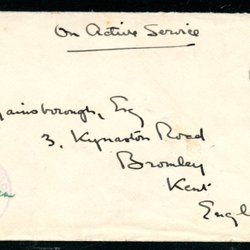 On Active Service
Gainsborough, Esq
3, Kynaston Road
Bromley
Kent
Engl